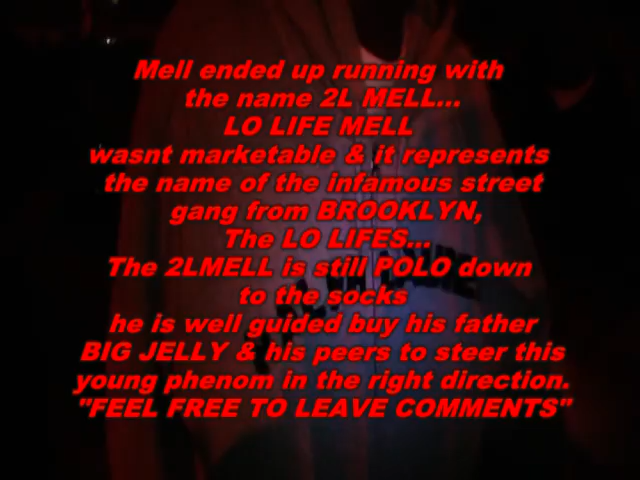 Mell ended up running with
the name 2L MELL...
LO LIFE MELL
wasnt marketable & it represents
the name of the infamous street
gang from BROOKLYN,
The LO LIFES...
The 2LMELL is still POLO down
to the socks
he is well guided buy his father
BIG JELLY & his peers to steer this
young phenom in the right direction.
"FEEL FREE TO LEAVE COMMENTS"